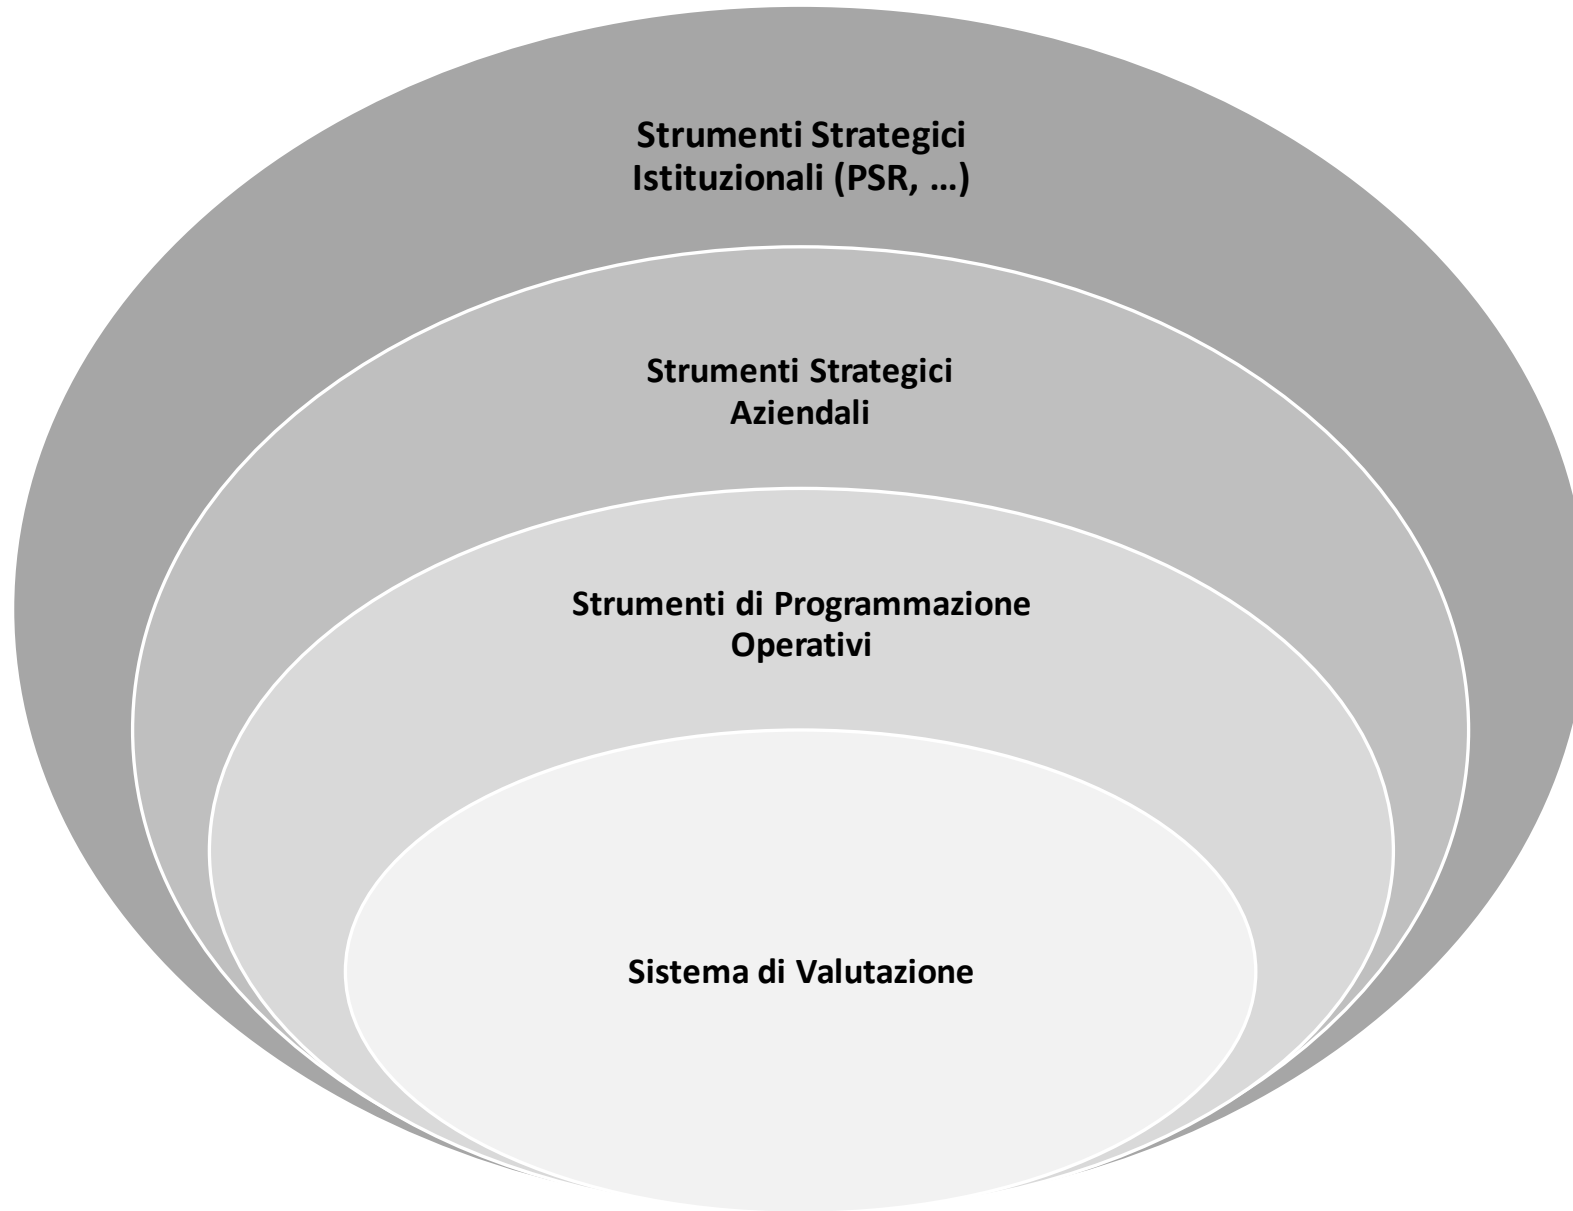 Strumenti Strategici
Istituzionali (PSR, ...)
Strumenti Strategici
Aziendali
Strumenti di Programmazione
Operativi
Sistema di Valutazione